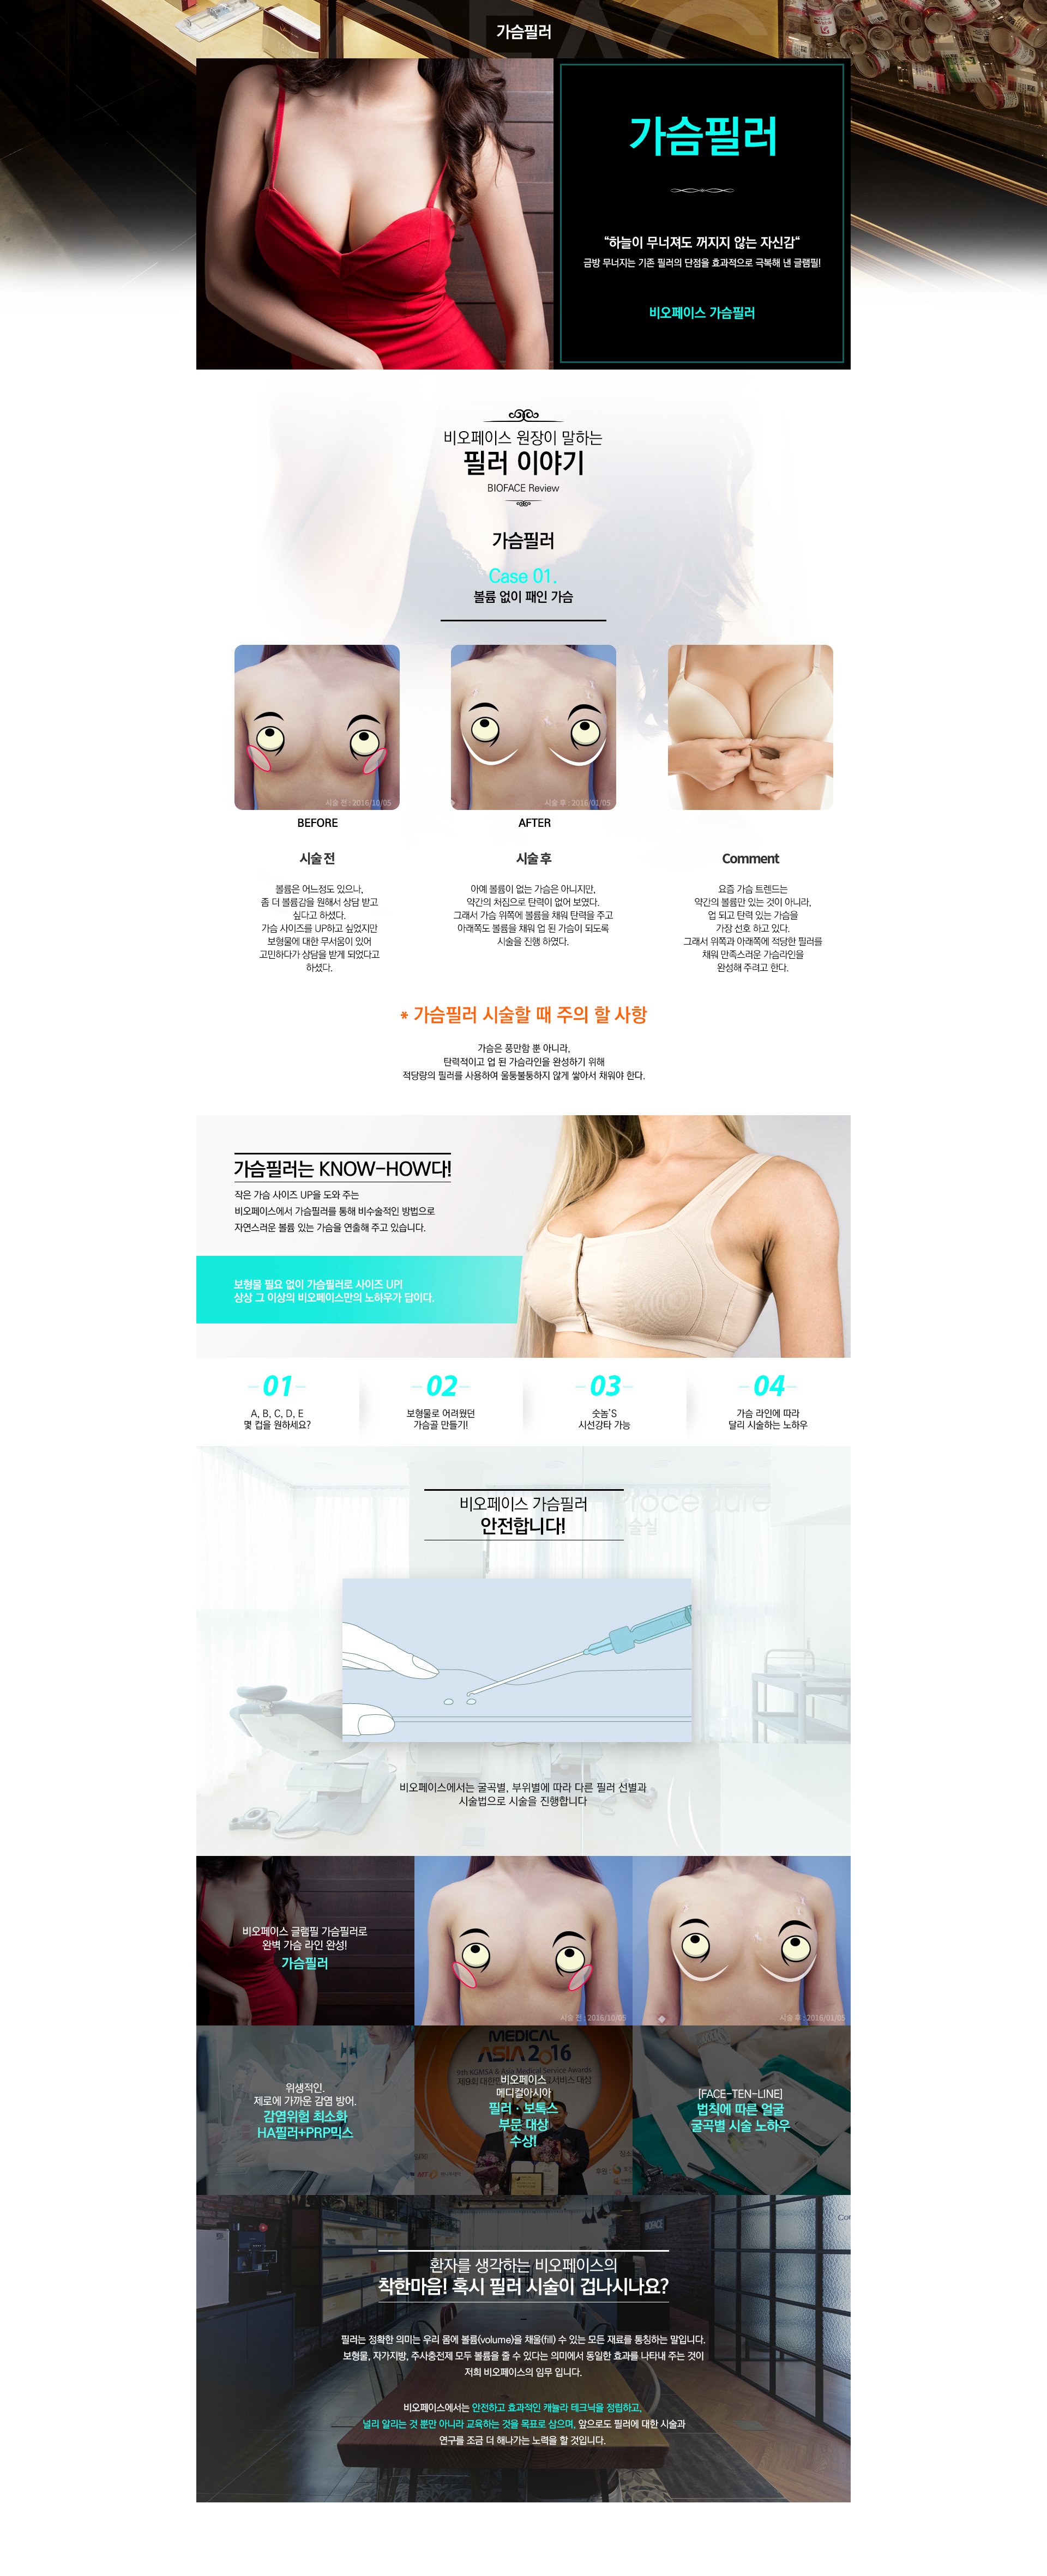 가슴필러
가슴필러
“하늘이 무너져도 꺼지지 않는 자신감“
금방 무너지는 기존 필러의 단점을 효과적으로 극복해 낸 글램필!
비오페이스 가슴필러
비오페이스 원장이 말하는
필러 이야기
BIOFACE Review
가슴필러
Case 01.
볼륨 없이 패인 가슴
시술 전 : 2016/10/05
시술 후 : 2016/01/05
BEFORE
AFTER
시술 전
볼륨은 어느정도 있으나,
좀 더 볼륨감을 원해서 상담 받고
싶다고 하셨다.
가슴 사이즈를 UP하고 싶었지만
보형물에 대한 무서움이 있어
고민하다가 상담을 받게 되었다고
하셨다.
시술 후
아예 볼륨이 없는 가슴은 아니지만,
약간의 처짐으로 탄력이 없어 보였다.
그래서 가슴 위쪽에 볼륨을 채워 탄력을 주고
아래쪽도 볼륨을 채워 업 된 가슴이 되도록
시술을 진행 하였다.
Comment
요즘 가슴 트렌드는
약간의 볼륨만 있는 것이 아니라,
업 되고 탄력 있는 가슴을
가장 선호 하고 있다.
그래서 위쪽과 아래쪽에 적당한 필러를
채워 만족스러운 가슴라인을
완성해 주려고 한다.
* 가슴필러 시술할 때 주의 할 사항
가슴은 풍만함 뿐 아니라,
탄력적이고 업 된 가슴라인을 완성하기 위해
적당량의 필러를 사용하여 울퉁불퉁하지 않게 쌓아서 채워야 한다.
가슴필러는 KNOW-HOW다!
작은 가슴 사이즈 UP을 도와 주는
비오페이스에서 가슴필러를 통해 비수술적인 방법으로
자연스러운 볼륨 있는 가슴을 연출해 주고 있습니다.
보형물 필요 없이 가슴필러로 사이즈 UP!
상상 그 이상의 비오페이스만의 노하우가 답이다.
01
A, B, C, D, E
몇 컵을 원하세요?
02
보형물로 어려웠던
가슴골 만들기!
03
숫놈'S
시선강타 가능
04
가슴 라인에 따라
달리 시술하는 노하우
비오페이스 가슴필러
안전합니다!
Procedure
시술실
비오페이스에서는 굴곡별, 부위별에 따라 다른 필러 선별과
시술법으로 시술을 진행합니다
비오페이스 글램필 가슴필러로
완벽 가슴 라인 완성!
가슴필러
시술 전 : 2016/10/05
시술 후 : 2016/01/05
위생적인.
제로에 가까운 감염 방어.
감염위험 최소화
HA필러+PRP믹스
MEDICAL
ASIA 2016
비오페이스
메디컬아시아
필러 · 보톡스
부문 대상
수상!
[FACE-TEN-LINE]
법칙에 따른 얼굴
굴곡별 시술 노하우
BIOFACE
환자를 생각하는 비오페이스의
착한마음! 혹시 필러 시술이 겁나시나요?
필러는 정확한 의미는 우리 몸에 볼륨(volume)을 채울(fill) 수 있는 모든 재료를 통칭하는 말입니다.
보형물, 자가지방, 주사충전제 모두 볼륨을 줄 수 있다는 의미에서 동일한 효과를 나타내 주는 것이
저희 비오페이스의 임무 입니다.
비오페이스에서는 안전하고 효과적인 캐뉼라 테크닉을 정립하고,
널리 알리는 것 뿐만 아니라 교육하는 것을 목표로 삼으며, 앞으로도 필러에 대한 시술과
연구를 조금 더 해나가는 노력을 할 것입니다.